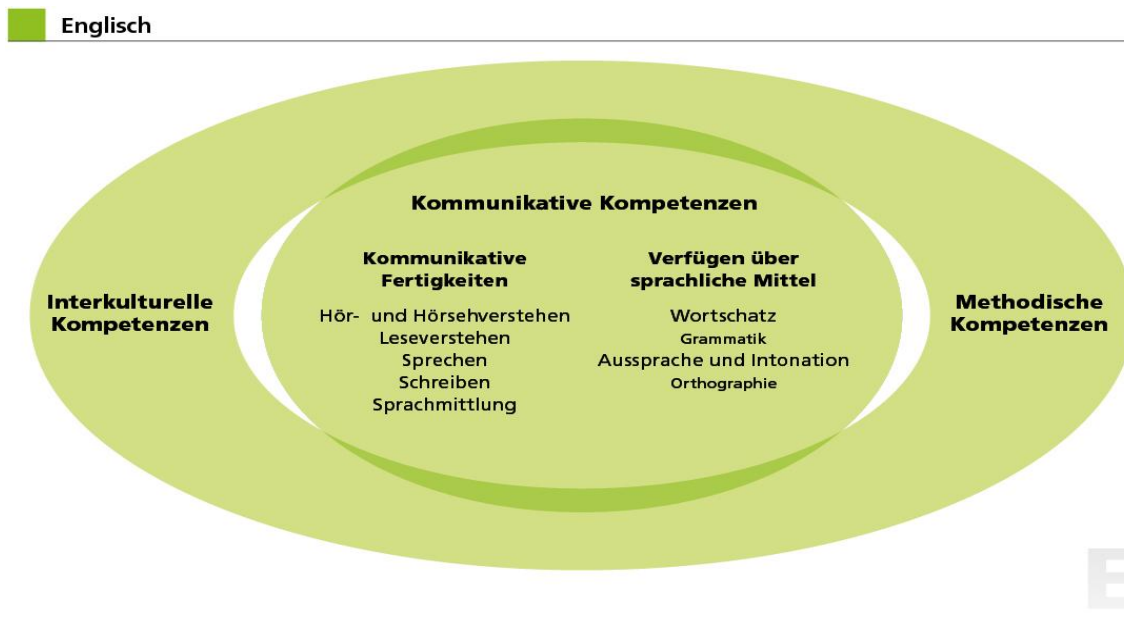 Englisch
Kommunikative Kompetenzen
Kommunikative
Fertigkeiten
Hör- und Hörsehverstehen
Leseverstehen
Sprechen
Schreiben
Sprachmittlung
Verfügen über
sprachliche Mittel
Wortschatz
Grammatik
Aussprache und Intonation
Orthographie
Interkulturelle
Kompetenzen
Methodische
Kompetenzen
E